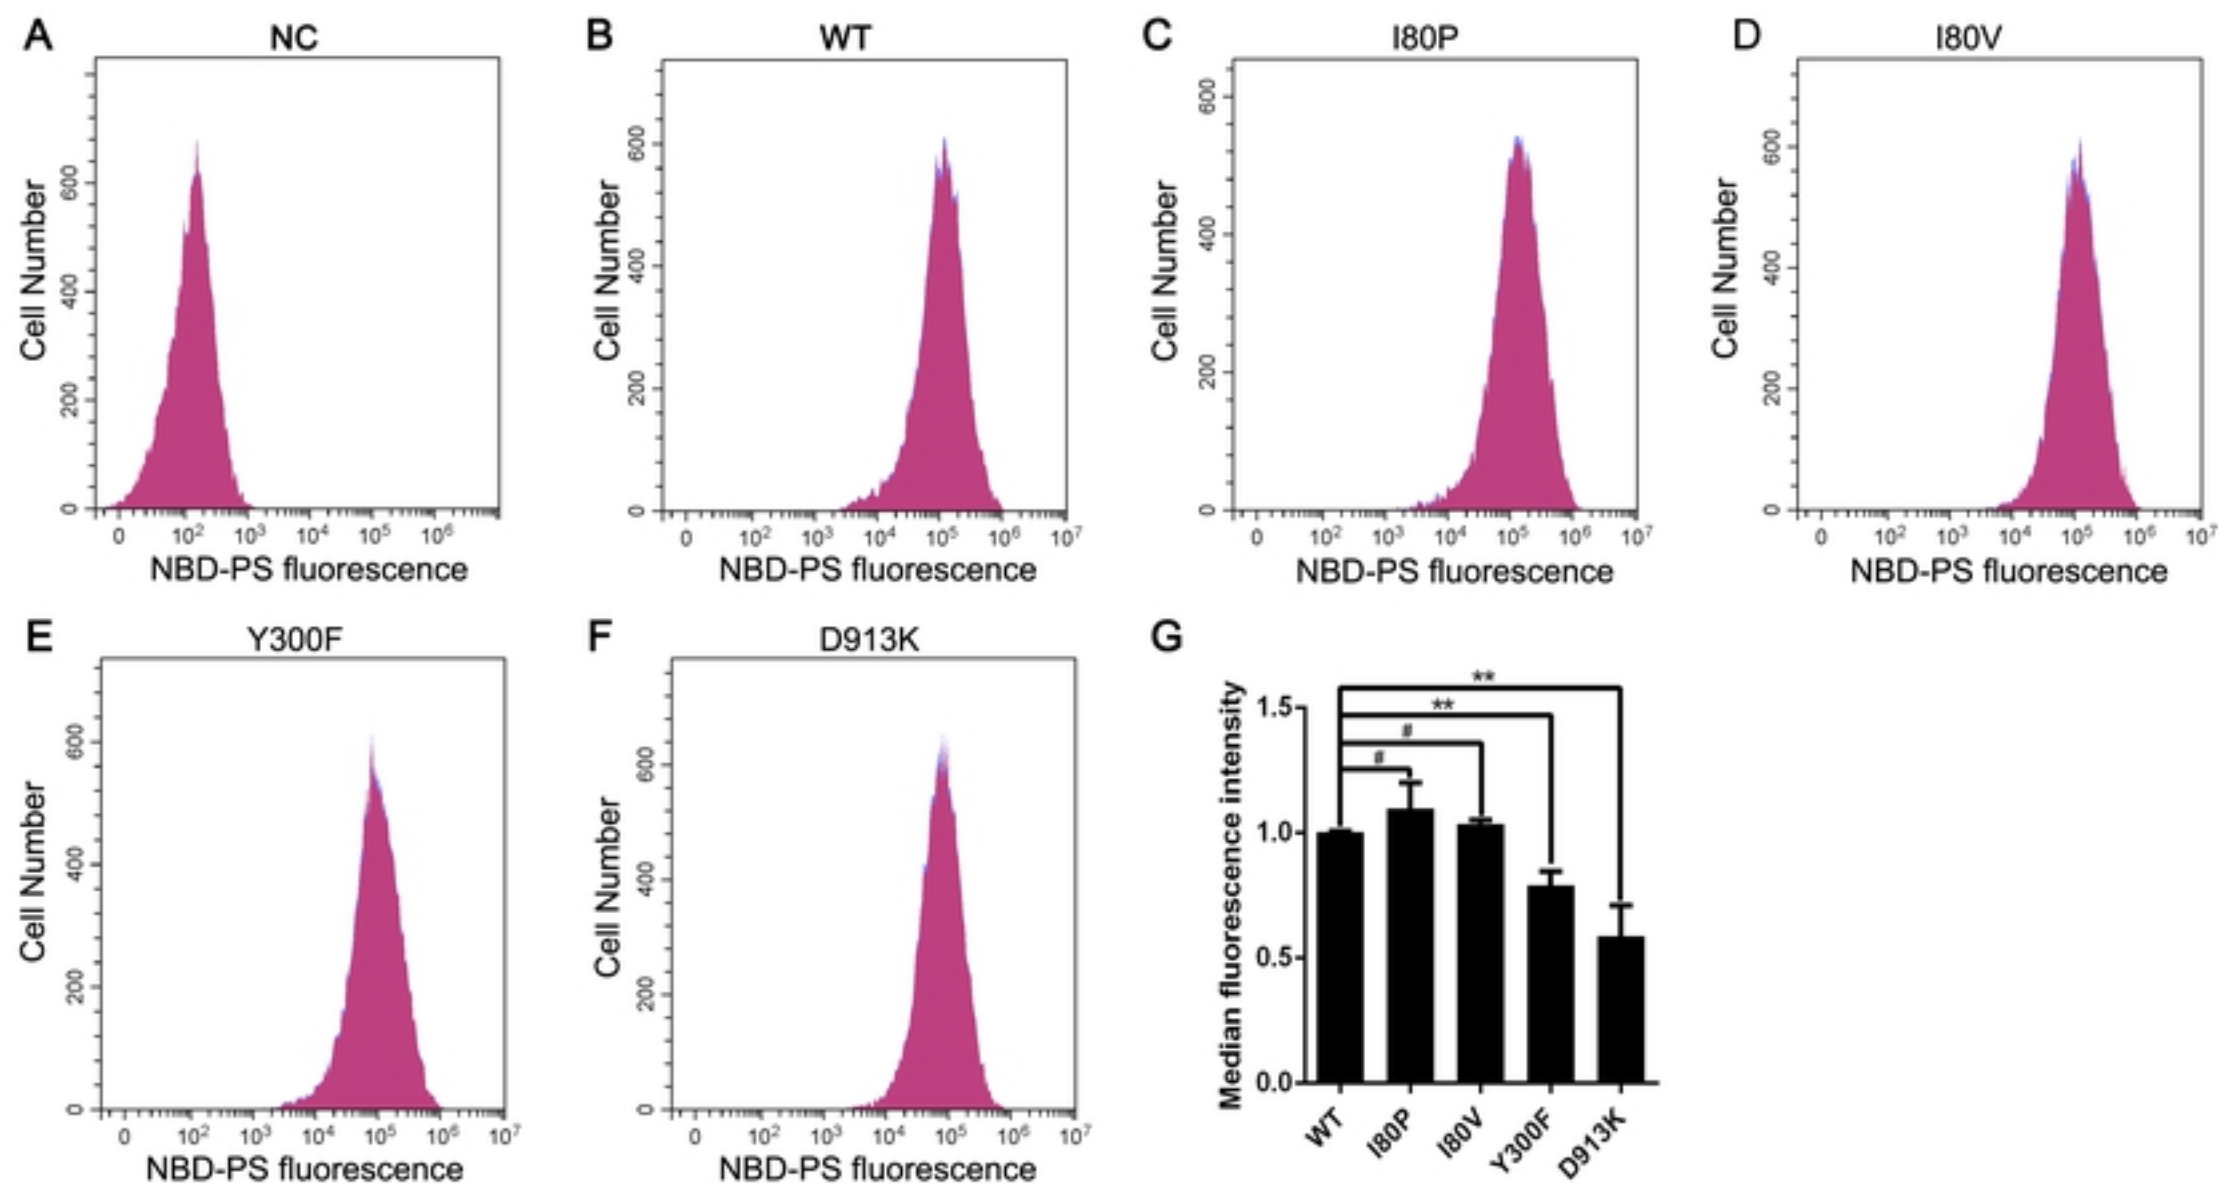 A NC
Cell Number
600
400
200
0
0 10² 10³ 10⁴ 10⁵ 10⁶
NBD-PS fluorescence
B WT
Cell Number
600
400
200
0
0 10² 10³ 10⁴ 10⁵ 10⁶ 10⁷
NBD-PS fluorescence
C I80P
Cell Number
600
400
200
0
0 10² 10³ 10⁴ 10⁵ 10⁶ 10⁷
NBD-PS fluorescence
D I80V
Cell Number
600
400
200
0
0 10² 10³ 10⁴ 10⁵ 10⁶ 10⁷
NBD-PS fluorescence
E Y300F
Cell Number
600
400
200
0
0 10² 10³ 10⁴ 10⁵ 10⁶ 10⁷
NBD-PS fluorescence
F D913K
Cell Number
600
400
200
0
0 10² 10³ 10⁴ 10⁵ 10⁶ 10⁷
NBD-PS fluorescence
G
Median fluorescence intensity
1.5
1.0
0.5
0.0
**
**
#
#
WT I80P I80V Y300F D913K